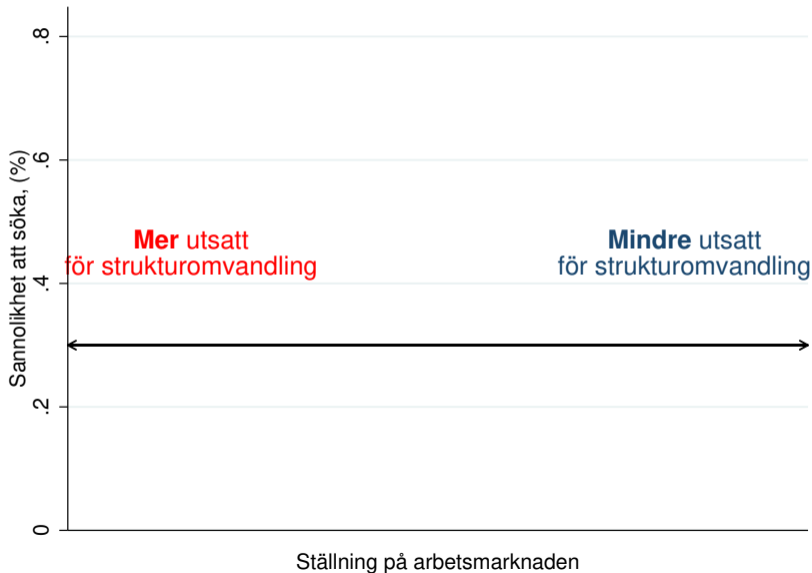 .8
.6
.4
.2
0
Sannolikhet att söka, (%)
Mer utsatt
för strukturomvandling
Mindre utsatt
för strukturomvandling
Ställning på arbetsmarknaden